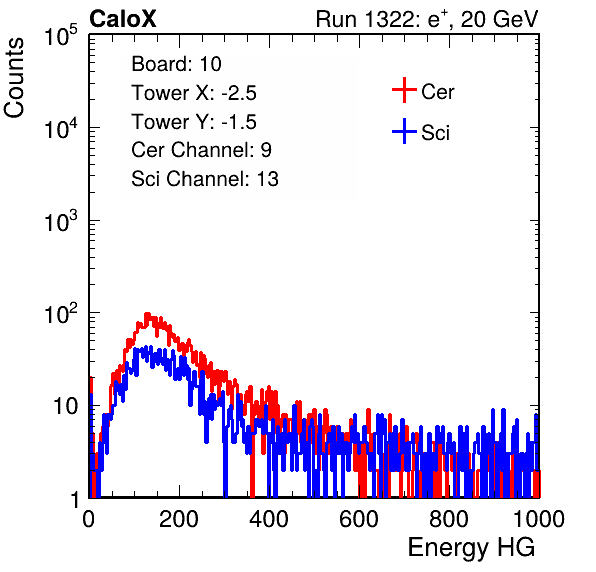 CaloX Run 1322: e⁺, 20 GeV
Counts
10⁵
10⁴
10³
10²
10
1
Board: 10
Tower X: -2.5
Tower Y: -1.5
Cer Channel: 9
Sci Channel: 13
Cer
Sci
0 200 400 600 800 1000
Energy HG